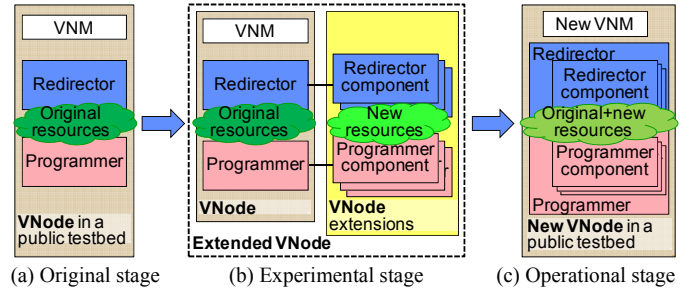 VNM
Redirector
Original
resources
Programmer
VNode in a
public testbed
VNM
Redirector
Original
resources
Programmer
VNode
Redirector
component
New
resources
Programmer
component
VNode
extensions
Extended VNode
New VNM
Redirector
Redirector
component
Original+new
resources
Programmer
component
Programmer
New VNode in a
public testbed
(a) Original stage
(b) Experimental stage
(c) Operational stage